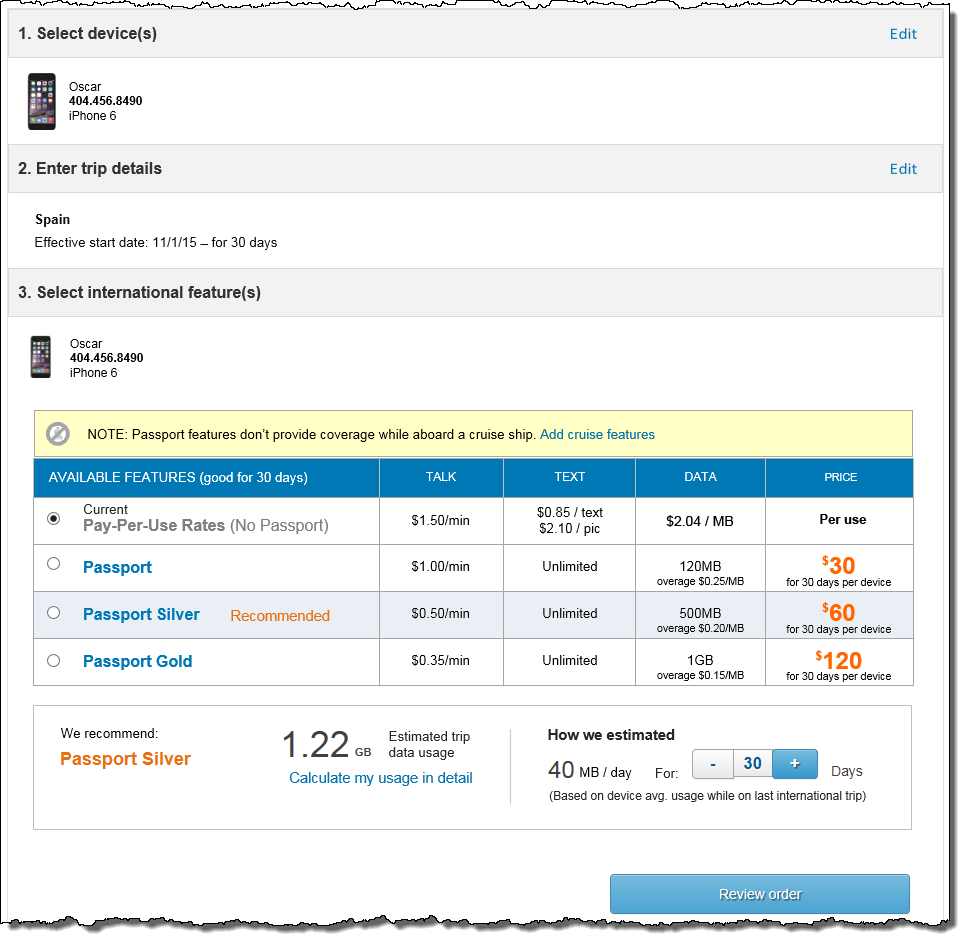 1. Select device(s) Edit
Oscar
404.456.8490
iPhone 6
2. Enter trip details Edit
Spain
Effective start date: 11/1/15 – for 30 days
3. Select international feature(s)
Oscar
404.456.8490
iPhone 6
NOTE: Passport features don't provide coverage while aboard a cruise ship. Add cruise features
AVAILABLE FEATURES (good for 30 days) TALK TEXT DATA PRICE
Current
Pay-Per-Use Rates (No Passport) $1.50/min $0.85 / text $2.04 / MB Per use
$2.10 / pic
Passport $1.00/min Unlimited 120MB $30
overage $0.25/MB for 30 days per device
Passport Silver Recommended $0.50/min Unlimited 500MB $60
overage $0.20/MB for 30 days per device
Passport Gold $0.35/min Unlimited 1GB $120
overage $0.15/MB for 30 days per device
We recommend:
Passport Silver
1.22 GB Estimated trip
data usage
Calculate my usage in detail
How we estimated
40 MB / day For: - 30 + Days
(Based on device avg. usage while on last international trip)
Review order